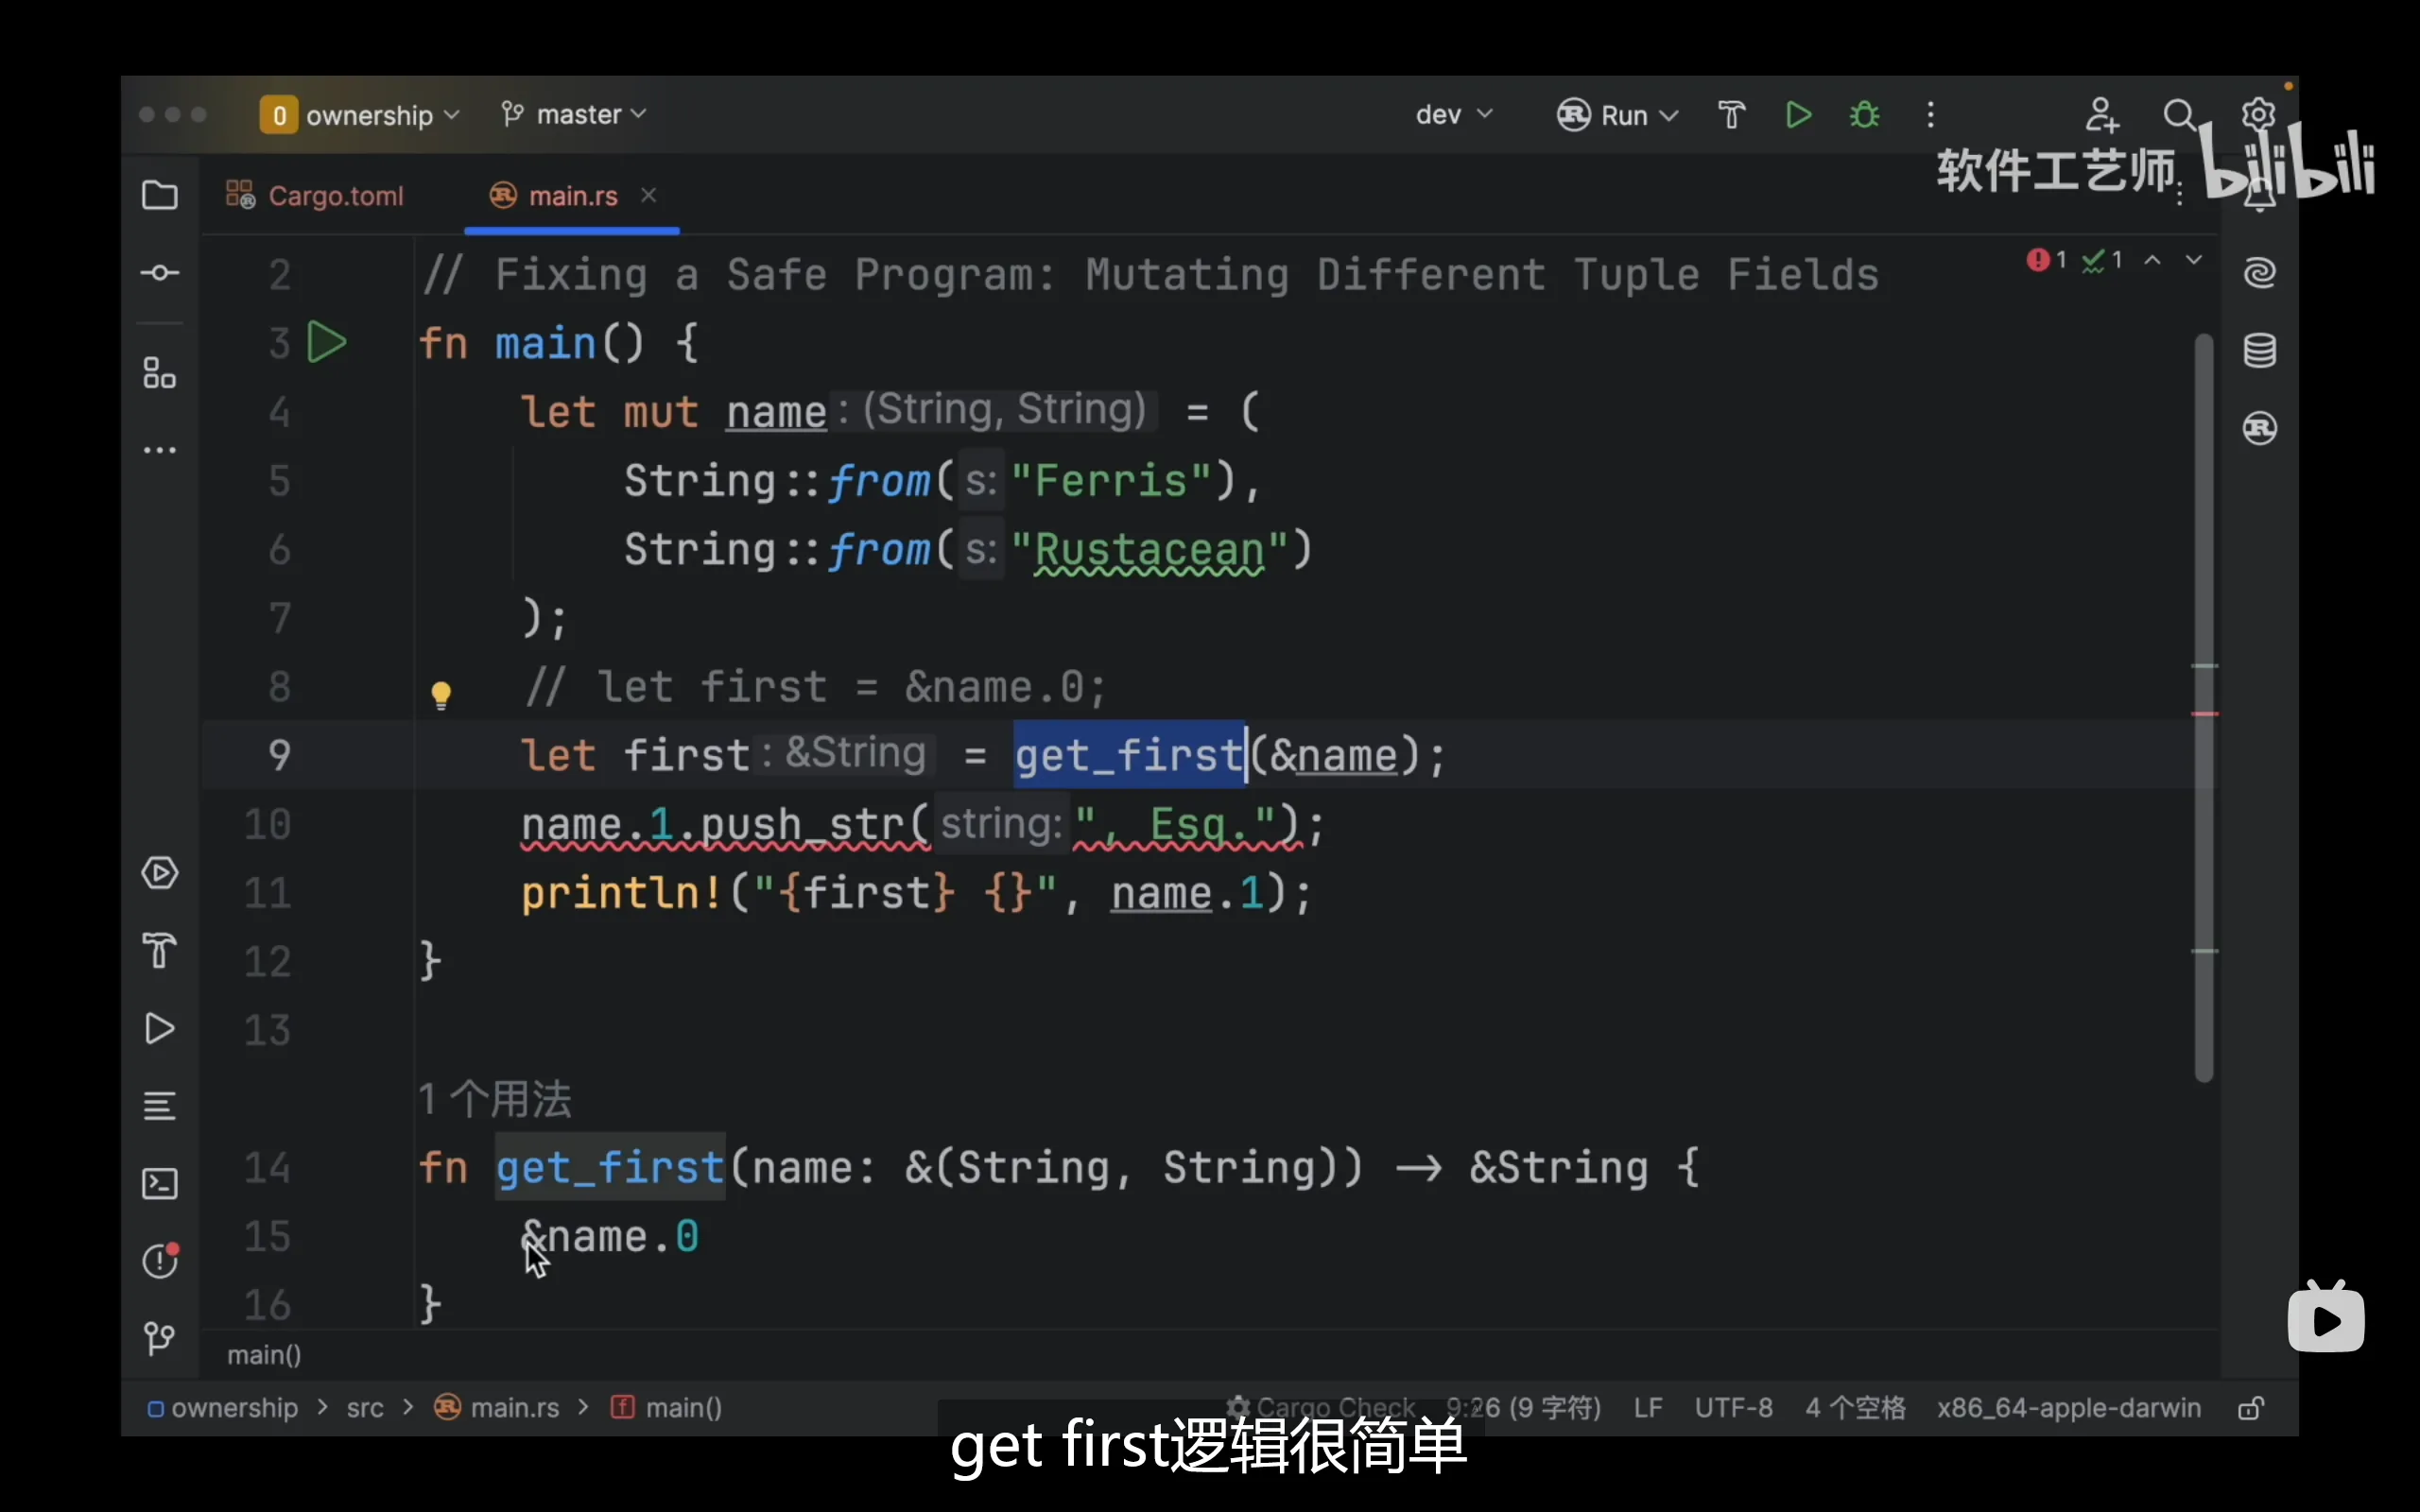 0 ownership master dev Run
软件工艺师 bilibili
Cargo.toml main.rs
2 // Fixing a Safe Program: Mutating Different Tuple Fields 1 1
3 fn main() {
4 let mut name: (String, String) = (
5 String::from(s: "Ferris"),
6 String::from(s: "Rustacean")
7 );
8 // let first = &name.0;
9 let first: &String = get_first(&name);
10 name.1.push_str(string: ", Esq.");
11 println!("{first} {}", name.1);
12 }
13
1 个用法
14 fn get_first(name: &(String, String)) -> &String {
15 &name.0
16 }
main()
ownership > src > main.rs > main() Cargo Check 9:26 (9 字符) LF UTF-8 4 个空格 x86_64-apple-darwin
get first逻辑很简单